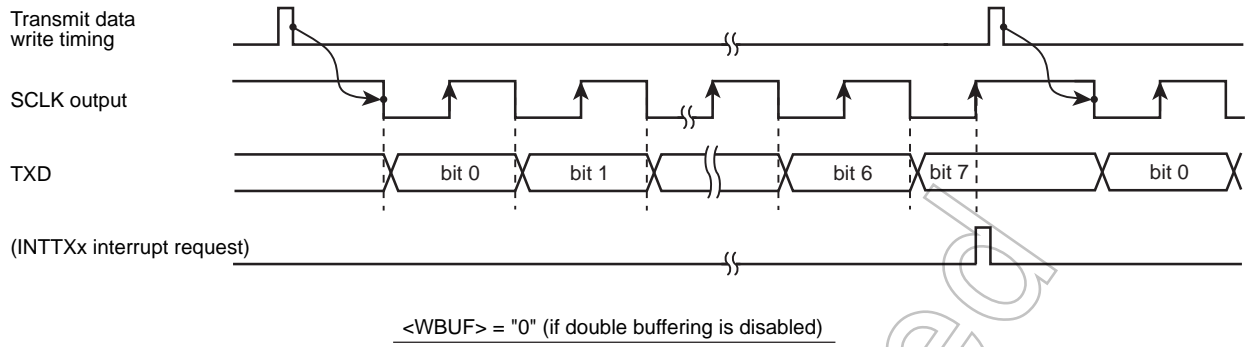 Transmit data
write timing
SCLK output
TXD
bit 0
bit 1
bit 6
bit 7
bit 0
(INTTXx interrupt request)
<WBUF> = "0" (if double buffering is disabled)